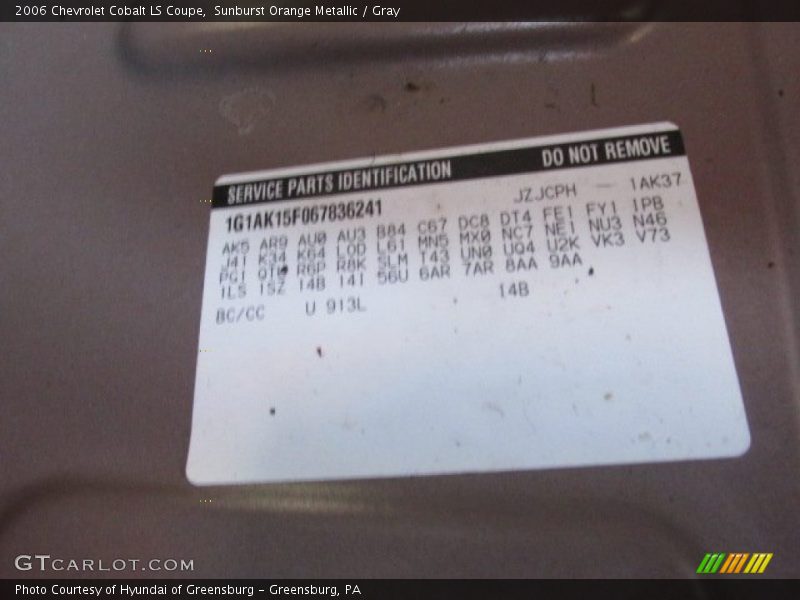 2006 Chevrolet Cobalt LS Coupe, Sunburst Orange Metallic / Gray
SERVICE PARTS IDENTIFICATION DO NOT REMOVE
1G1AK15F067836241 JZJCPH — 1AK37
AK5 AR9 AU0 AU3 B84 C67 DC8 DT4 FE1 FY1 1PB
J41 K34 K64 LOD L61 MN5 MX0 NC7 NE1 NU3 N46
PCI R6P R8K SLM T43 UN0 UQ4 U2K VK3 V73
1LS 1SZ 14B 14I 56U 6AR 7AR 8AA 9AA
BC/CC U 913L 14B
GTCARLOT.COM
Photo Courtesy of Hyundai of Greensburg - Greensburg, PA